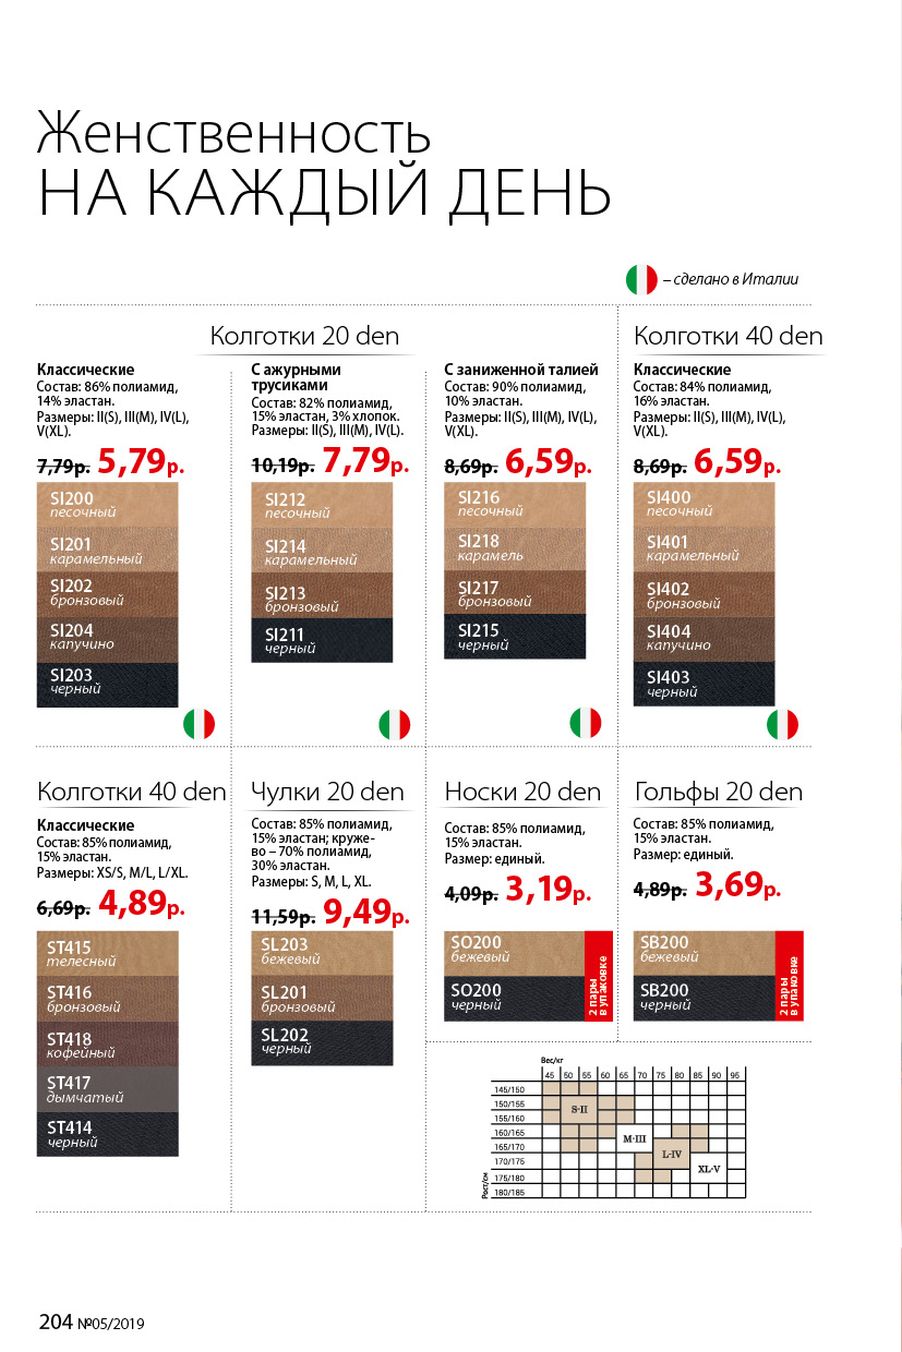 Женственность
НА КАЖДЫЙ ДЕНЬ
– сделано в Италии
Колготки 20 den
Классические
Состав: 86% полиамид,
14% эластан.
Размеры: II(S), III(M), IV(L),
V(XL).
7,79р. 5,79р.
SI200
песочный
SI201
карамельный
SI202
бронзовый
SI204
капучино
SI203
черный
С ажурными
трусиками
Состав: 82% полиамид,
15% эластан, 3% хлопок.
Размеры: II(S), III(M), IV(L).
10,19р. 7,79р.
SI212
песочный
SI214
карамельный
SI213
бронзовый
SI211
черный
С заниженной талией
Состав: 90% полиамид,
10% эластан.
Размеры: II(S), III(M), IV(L),
V(XL).
8,69р. 6,59р.
SI216
песочный
SI218
карамель
SI217
бронзовый
SI215
черный
Колготки 40 den
Классические
Состав: 84% полиамид,
16% эластан.
Размеры: II(S), III(M), IV(L),
V(XL).
8,69р. 6,59р.
SI400
песочный
SI401
карамельный
SI402
бронзовый
SI404
капучино
SI403
черный
Колготки 40 den
Классические
Состав: 85% полиамид,
15% эластан.
Размеры: XS/S, M/L, L/XL.
6,69р. 4,89р.
ST415
телесный
ST416
бронзовый
ST418
кофейный
ST417
дымчатый
ST414
черный
Чулки 20 den
Состав: 85% полиамид,
15% эластан; круже-
во – 70% полиамид,
30% эластан.
Размеры: S, M, L, XL.
11,59р. 9,49р.
SL203
бежевый
SL201
бронзовый
SL202
черный
Носки 20 den
Состав: 85% полиамид,
15% эластан.
Размер: единый.
4,09р. 3,19р.
SO200
бежевый
SO200
черный
2 пары
в упаковке
Гольфы 20 den
Состав: 85% полиамид,
15% эластан.
Размер: единый.
4,89р. 3,69р.
SB200
бежевый
SB200
черный
2 пары
в упаковке
Вес/кг
45 50 55 60 65 70 75 80 85 90 95
145/150
150/155
155/160
160/165
165/170
170/175
175/180
180/185
S-II
M-III
L-IV
XL-V
Рост/см
204 №05/2019